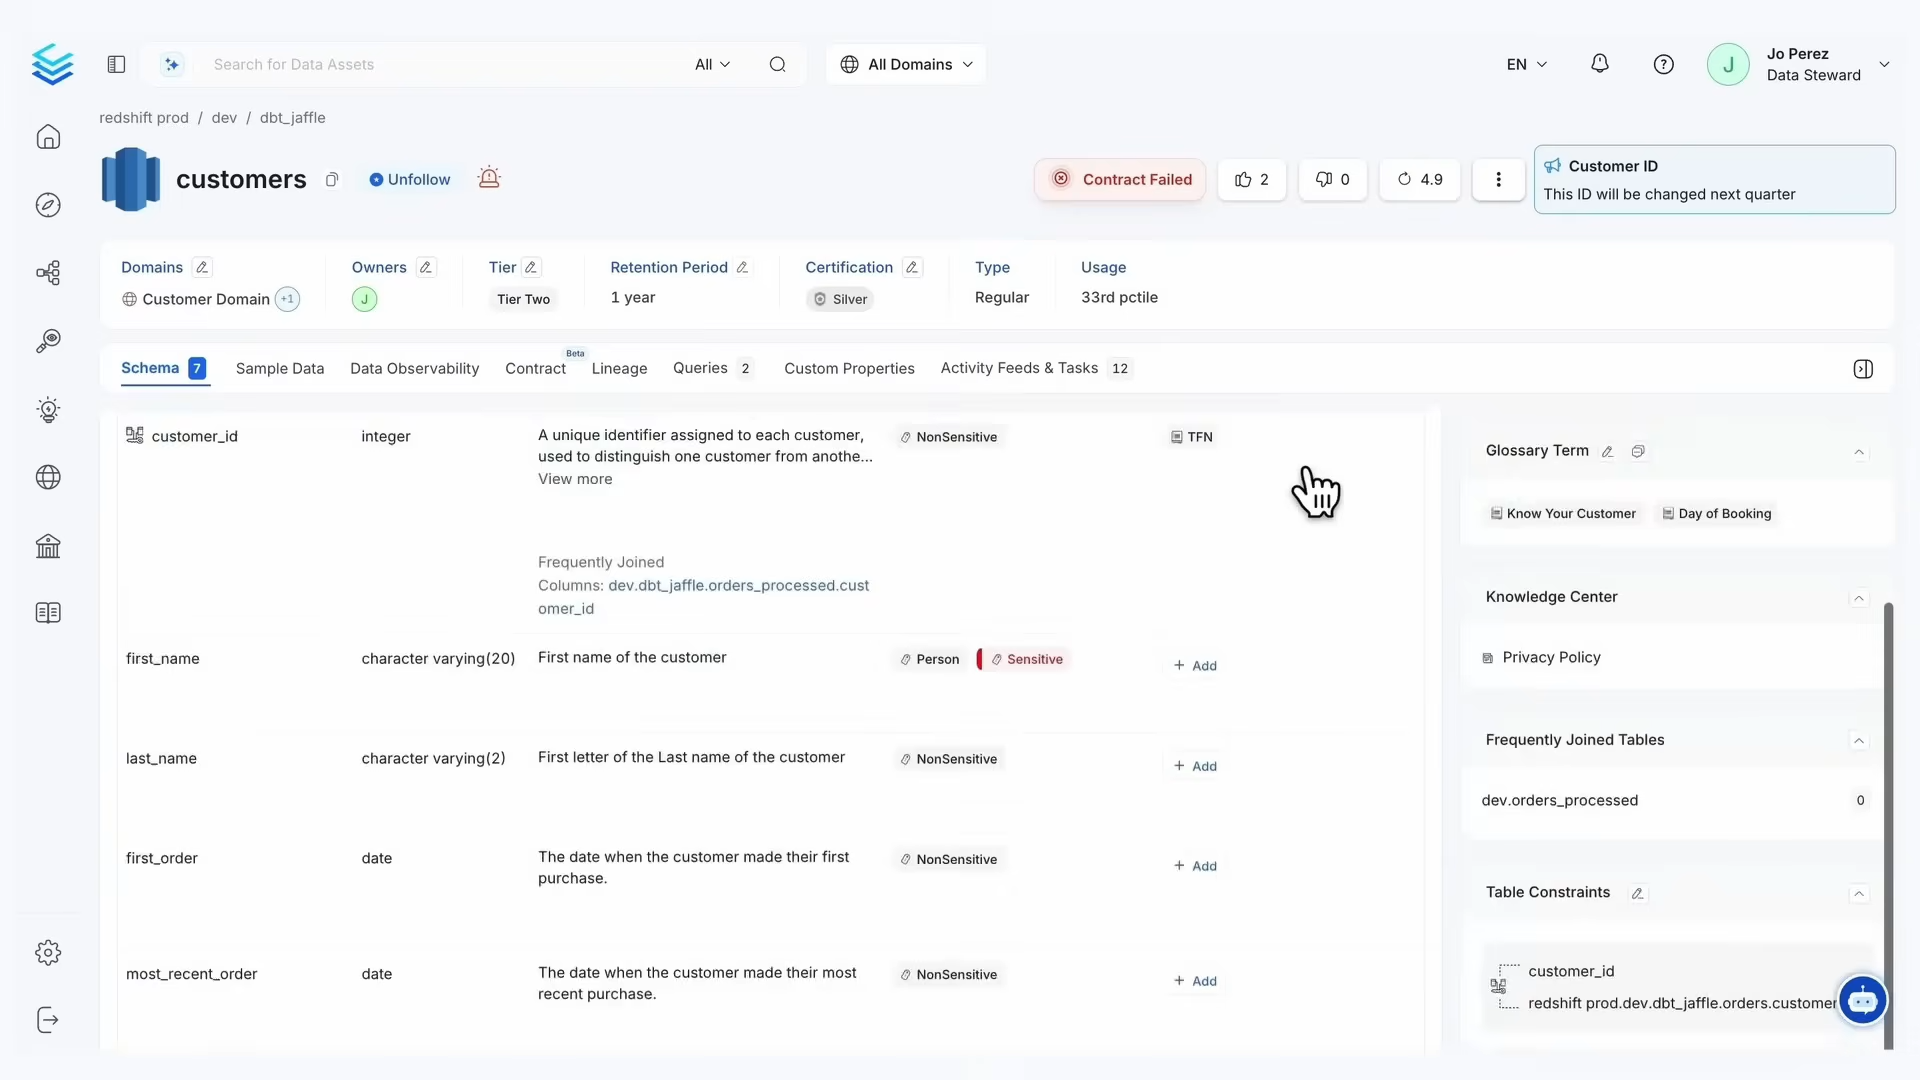 Search for Data Assets
All
All Domains
EN
J
Jo Perez
Data Steward
redshift prod / dev / dbt_jaffle
customers
Unfollow
Contract Failed
2
0
4.9
Customer ID
This ID will be changed next quarter
Domains
Customer Domain
+1
Owners
J
Tier
Tier Two
Retention Period
1 year
Certification
Silver
Type
Regular
Usage
33rd pctile
Schema 7
Sample Data
Data Observability
Contract
Beta
Lineage
Queries 2
Custom Properties
Activity Feeds & Tasks 12
customer_id
integer
A unique identifier assigned to each customer,
used to distinguish one customer from anothe...
View more
NonSensitive
TFN
Frequently Joined
Columns: dev.dbt_jaffle.orders_processed.cust
omer_id
first_name
character varying(20)
First name of the customer
Person
Sensitive
+ Add
last_name
character varying(2)
First letter of the Last name of the customer
NonSensitive
+ Add
first_order
date
The date when the customer made their first
purchase.
NonSensitive
+ Add
most_recent_order
date
The date when the customer made their most
recent purchase.
NonSensitive
+ Add
Glossary Term
Know Your Customer
Day of Booking
Knowledge Center
Privacy Policy
Frequently Joined Tables
dev.orders_processed
0
Table Constraints
customer_id
redshift prod.dev.dbt_jaffle.orders.customer